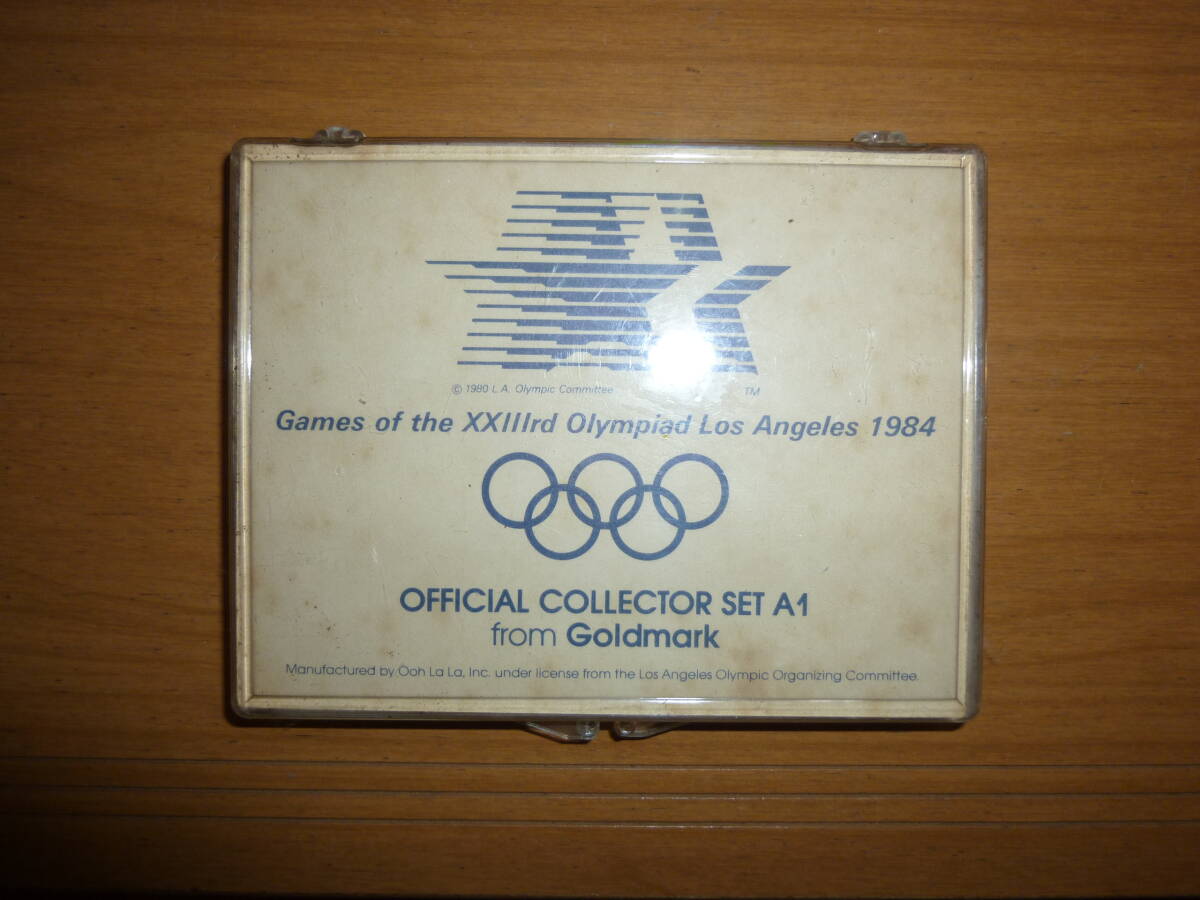 © 1980 L.A. Olympic Committee TM
Games of the XXIIIrd Olympiad Los Angeles 1984
OFFICIAL COLLECTOR SET A1
from Goldmark
Manufactured by Ooh La La, Inc. under license from the Los Angeles Olympic Organizing Committee.